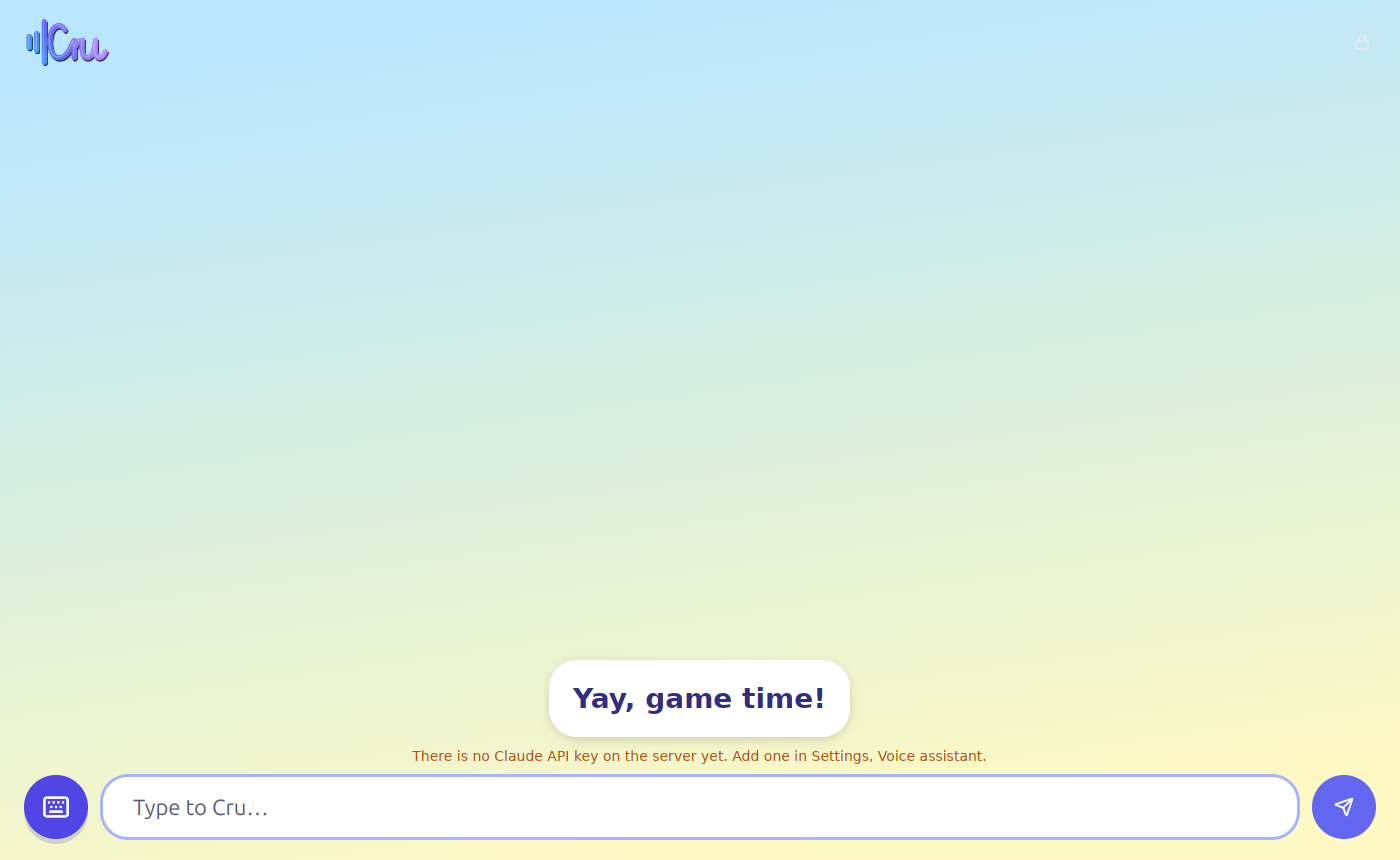 Cru
Yay, game time!
There is no Claude API key on the server yet. Add one in Settings, Voice assistant.
Type to Cru...